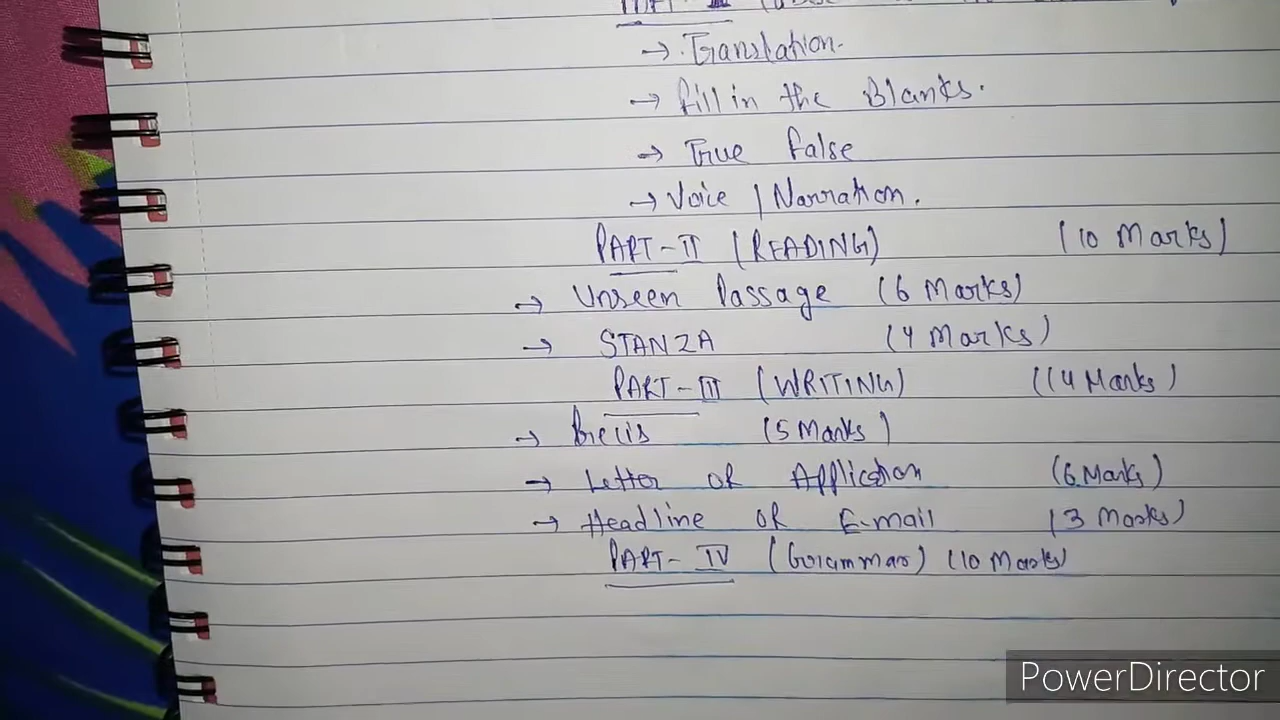 → Translation.
→ fill in the Blanks.
→ True false
→ Voice / Narration.
PART-II (READING) (10 Marks)
→ Unseen Passage (6 Marks)
→ STANZA (4 Marks)
PART-III (WRITING) (14 Marks)
→ Precis (5 Marks)
→ Letter OR Application (6 Marks)
→ Headline OR E-mail (3 Marks)
PART-IV (Grammar) (10 Marks)
PowerDirector